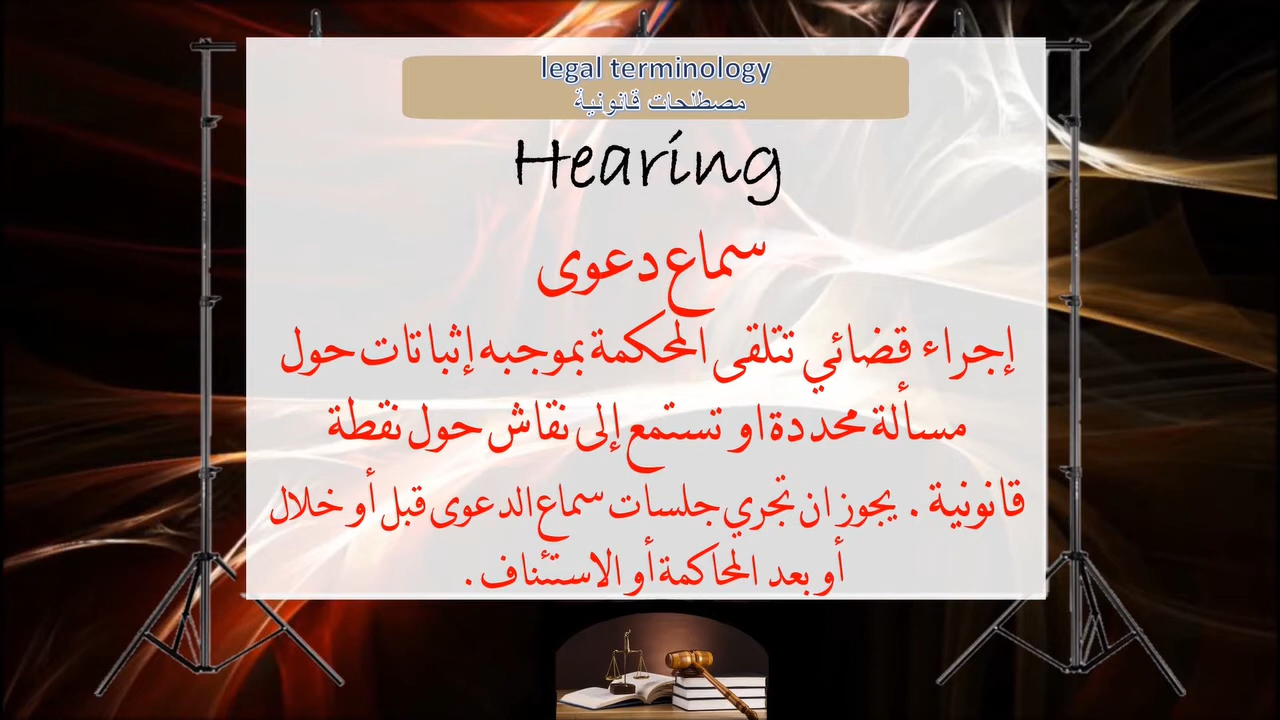 legal terminology
مصطلحات قانونية
Hearing
سماع دعوى
إجراء قضائي تتلقى المحكمة بموجبه إثباتات حول
مسألة محددة او تستمع إلى نقاش حول نقطة
قانونية . يجوز ان تجري جلسات سماع الدعوى قبل أو خلال
أو بعد المحاكمة أو الاستئناف .